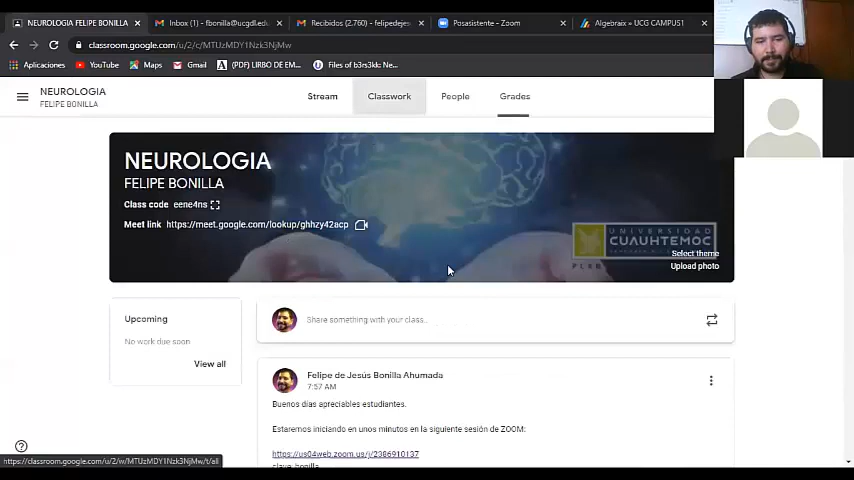 NEUROLOGIA FELIPE BONILLA
Inbox (1) - fbonilla@ucgdl.edu.
Recibidos (2,760) - felipedejes
Posasistente - Zoom
Algebraix » UCG CAMPUS1
classroom.google.com/u/2/c/MTUzMDY1Nzk3NjMw
Aplicaciones
YouTube
Maps
Gmail
(PDF) LIRBO DE EM...
Files of b3rs3kk: Ne...
NEUROLOGIA
FELIPE BONILLA
Stream
Classwork
People
Grades
NEUROLOGIA
FELIPE BONILLA
Class code eene4ns
Meet link https://meet.google.com/lookup/ghhzy42acp
UNIVERSIDAD
CUAUHTEMOC
Select theme
Upload photo
Upcoming
No work due soon
View all
Share something with your class...
Felipe de Jesús Bonilla Ahumada
7:57 AM
Buenos días apreciables estudiantes.
Estaremos iniciando en unos minutos en la siguiente sesión de ZOOM:
https://us04web.zoom.us/j/2386910137
clave: bonilla
https://classroom.google.com/u/2/w/MTUzMDY1Nzk3NjMw/t/all